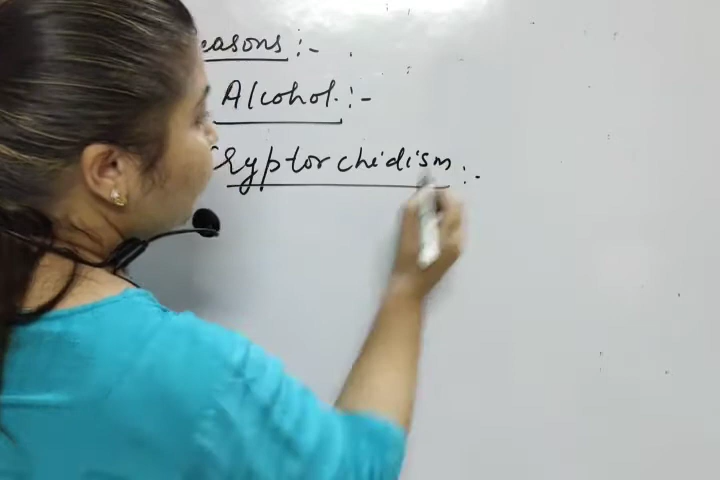 easons :-
Alcohol :-
Cryptorchidism :-